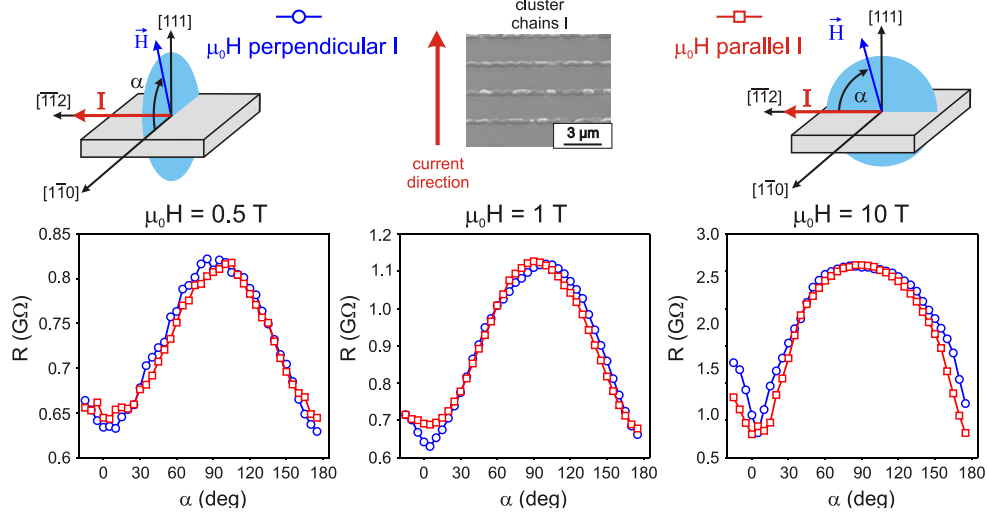 cluster
chains I
[111]
H
μ₀H perpendicular I
μ₀H parallel I
[111]
H
α
I
[1̄1̄2]
[11̄0]
3 µm
current
direction
α
I
[1̄1̄2]
[11̄0]
μ₀H = 0.5 T
R (GΩ)
0.85
0.8
0.75
0.7
0.65
0.6
0 30 60 90 120 150 180
α (deg)
μ₀H = 1 T
R (GΩ)
1.2
1.1
1.0
0.9
0.8
0.7
0.6
0 30 60 90 120 150 180
α (deg)
μ₀H = 10 T
R (GΩ)
3.0
2.5
2.0
1.5
1.0
5.5
0 30 60 90 120 150 180
α (deg)